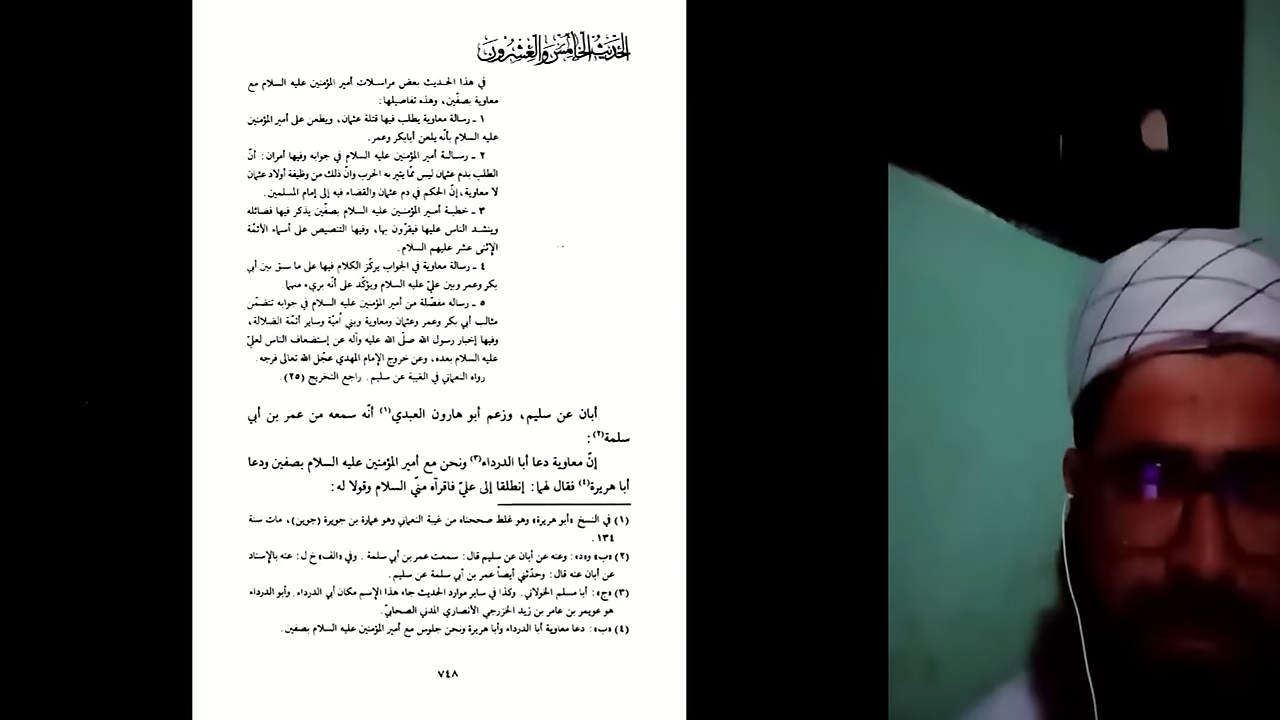 الحديث الخامس والعشرون
في هذا الحديث بعض مراسلات أمير المؤمنين عليه السلام مع
معاوية بصفّين، وهذه تفاصيلها:
١ ـ رسالة معاوية يطلب فيها قتلة عثمان، ويطعن على أمير المؤمنين
عليه السلام بأنّه يلعن أبابكر وعمر.
٢ ـ رسالة أمير المؤمنين عليه السلام في جوابه وفيها أمران: أنّ
الطلب بدم عثمان ليس ممّا يثير به الحرب وانّ ذلك من وظيفة أولاد عثمان
لا معاوية، إنّ الحكم في دم عثمان والقضاء فيه إلى إمام المسلمين.
٣ ـ خطبة أمير المؤمنين عليه السلام بصفّين يذكر فيها فضائله
وينشد الناس عليها فيقرّون بها، وفيها التنصيص على أسماء الأئمّة
الإثنى عشر عليهم السلام.
٤ ـ رسالة معاوية في الجواب يركّز الكلام فيها على ما سبق بين أبي
بكر وعمر وبين عليّ عليه السلام ويؤكّد على أنّه بريء منهما.
٥ ـ رساله مفصّلة من أمير المؤمنين عليه السلام في جوابه تتضمّن
مثالب أبي بكر وعمر وعثمان ومعاوية وبني أميّة وساير أئمّة الضلالة،
وفيها إخبار رسول الله صلّى الله عليه وآله عن إستضعاف الناس لعليّ
عليه السلام بعده، وعن خروج الإمام المهدي عجّل الله تعالى فرجه.
رواه النعماني في الغيبة عن سليم. راجع التخريج (٢٥).
أبان عن سليم، وزعم أبو هارون العبدي(١) أنّه سمعه من عمر بن أبي
سلمة(٢):
إنّ معاوية دعا أبا الدرداء(٣) ونحن مع أمير المؤمنين عليه السلام بصفين ودعا
أبا هريرة(٤) فقال لهما: إنطلقا إلى عليّ فاقرآه منّي السلام وقولا له:
(١) في النسخ «أبو هريرة» وهو غلط صححناه من غيبة النعماني وهو عمارة بن جويرة (جوين)، مات سنة
١٣٤.
(٢) «ب» و«د»: وعنه عن أبان عن سليم قال: سمعت عمر بن أبي سلمة. وفي «الف» خ ل: عنه بالإسناد
عن أبان عنه قال: وحدّثني أيضاً عمر بن أبي سلمة عن سليم.
(٣) «ج»: أبا مسلم الخولاني. وكذا في ساير موارد الحديث جاء هذا الإسم مكان أبي الدرداء. وأبو الدرداء
هو عويمر بن عامر بن زيد الخزرجي الأنصاري المدني الصحابيّ.
(٤) «ب»: دعا معاوية أبا الدرداء وأبا هريرة ونحن جلوس مع أمير المؤمنين عليه السلام بصفين.
٧٤٨